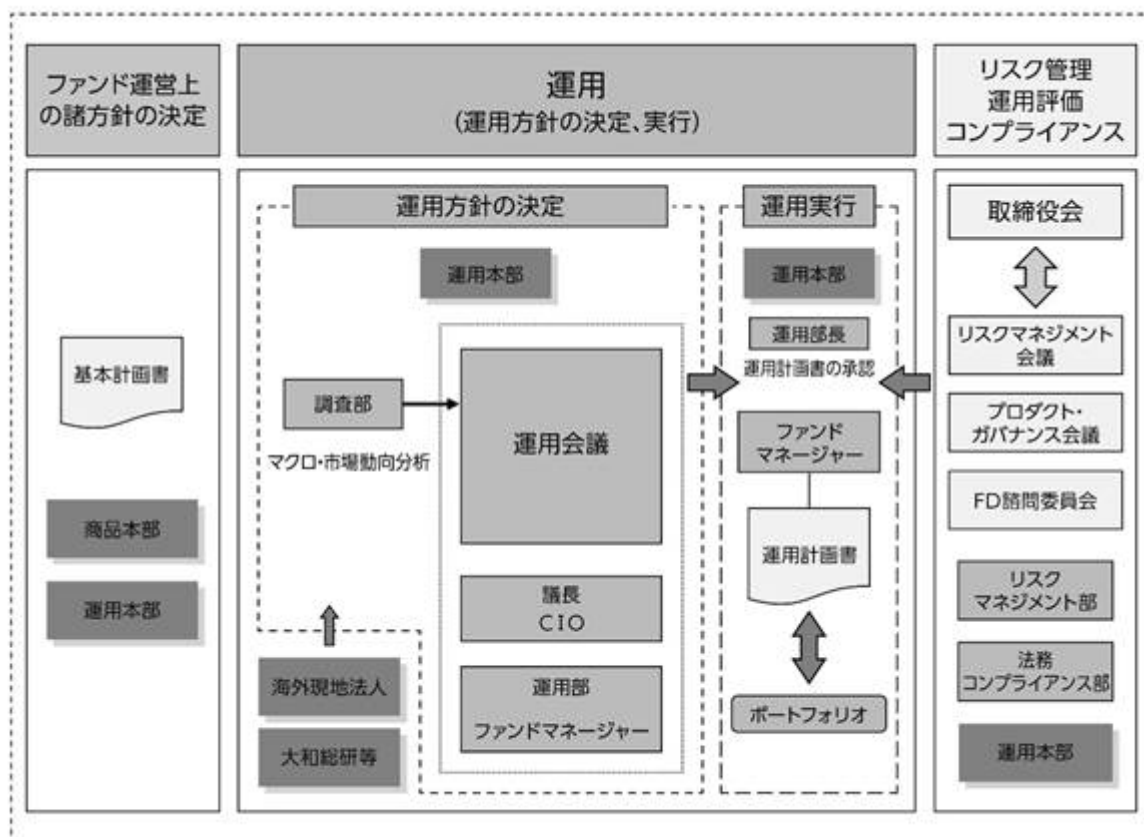 ファンド運営上
の諸方針の決定
運用
(運用方針の決定、実行)
リスク管理
運用評価
コンプライアンス
基本計画書
商品本部
運用本部
運用方針の決定
運用本部
調査部
マクロ・市場動向分析
運用会議
議長
CIO
運用部
ファンドマネージャー
海外現地法人
大和総研等
運用実行
運用本部
運用部長
運用計画書の承認
ファンド
マネージャー
運用計画書
ポートフォリオ
取締役会
リスクマネジメント
会議
プロダクト・
ガバナンス会議
FD諮問委員会
リスク
マネジメント部
法務
コンプライアンス部
運用本部